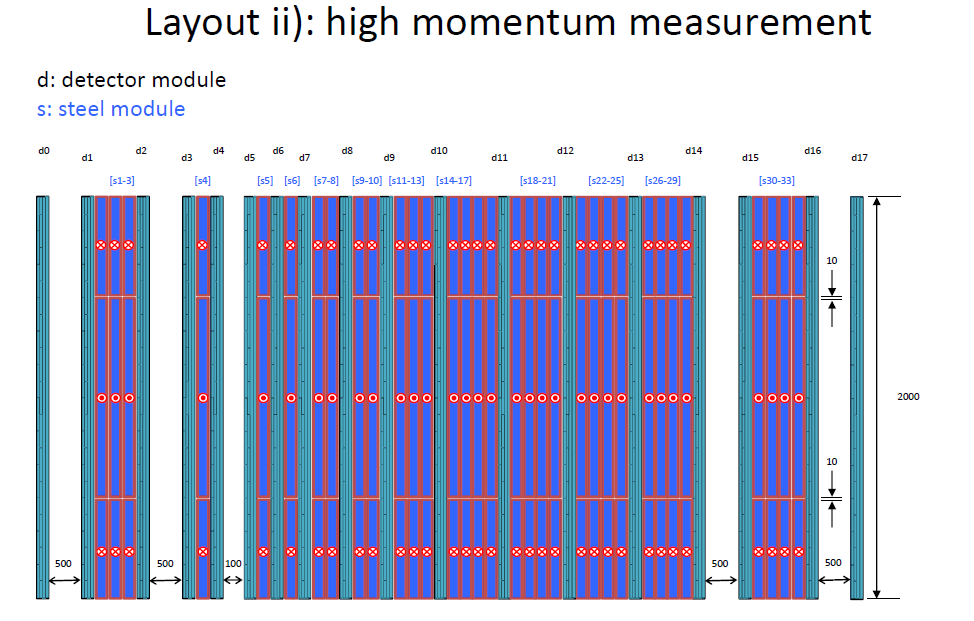 Layout ii): high momentum measurement
d: detector module
s: steel module
d0 d1 d2 d3 d4 d5 d6 d7 d8 d9 d10 d11 d12 d13 d14 d15 d16 d17
[s1-3] [s4] [s5] [s6] [s7-8] [s9-10] [s11-13] [s14-17] [s18-21] [s22-25] [s26-29] [s30-33]
10
2000
10
500 500 100 500 500